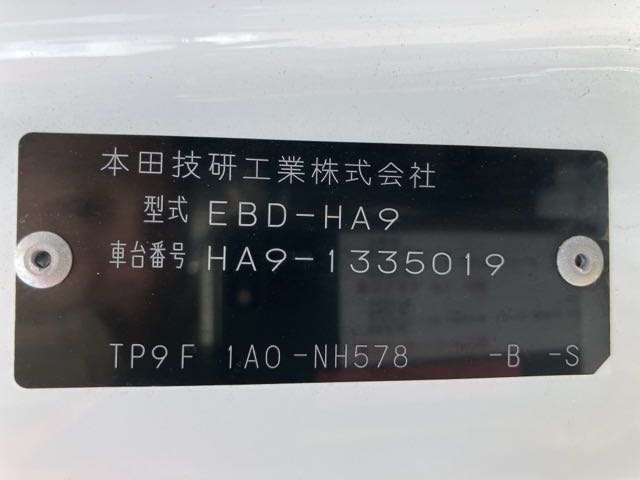 本田技研工業株式会社
型式 EBD-HA9
車台番号 HA9-1335019
TP9F 1A0-NH578 -B -S